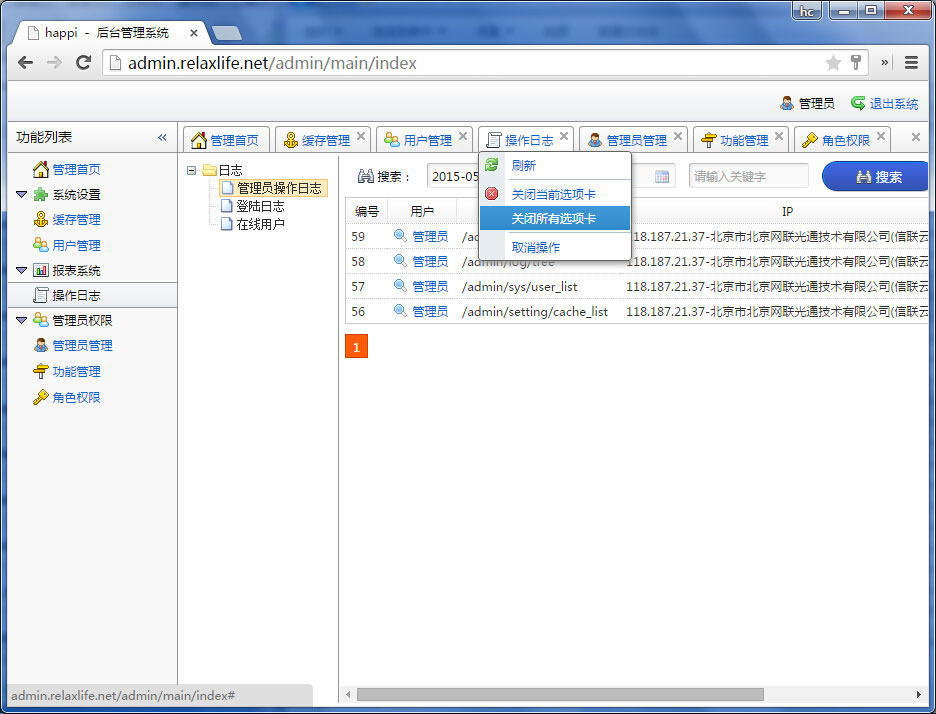 hc
happi - 后台管理系统
admin.relaxlife.net/admin/main/index
管理员 退出系统
功能列表
管理首页
系统设置
缓存管理
用户管理
报表系统
操作日志
管理员权限
管理员管理
功能管理
角色权限
管理首页 缓存管理 用户管理 操作日志 管理员管理 功能管理 角色权限
日志
管理员操作日志
登陆日志
在线用户
搜索： 2015-05 请输入关键字 搜索
刷新
关闭当前选项卡
关闭所有选项卡
取消操作
编号 用户 IP
59 管理员 /ad 118.187.21.37-北京市北京网联光通技术有限公司(信联云
58 管理员 /admin/log/tree 118.187.21.37-北京市北京网联光通技术有限公司(信联云
57 管理员 /admin/sys/user_list 118.187.21.37-北京市北京网联光通技术有限公司(信联云
56 管理员 /admin/setting/cache_list 118.187.21.37-北京市北京网联光通技术有限公司(信联云
1
admin.relaxlife.net/admin/main/index#